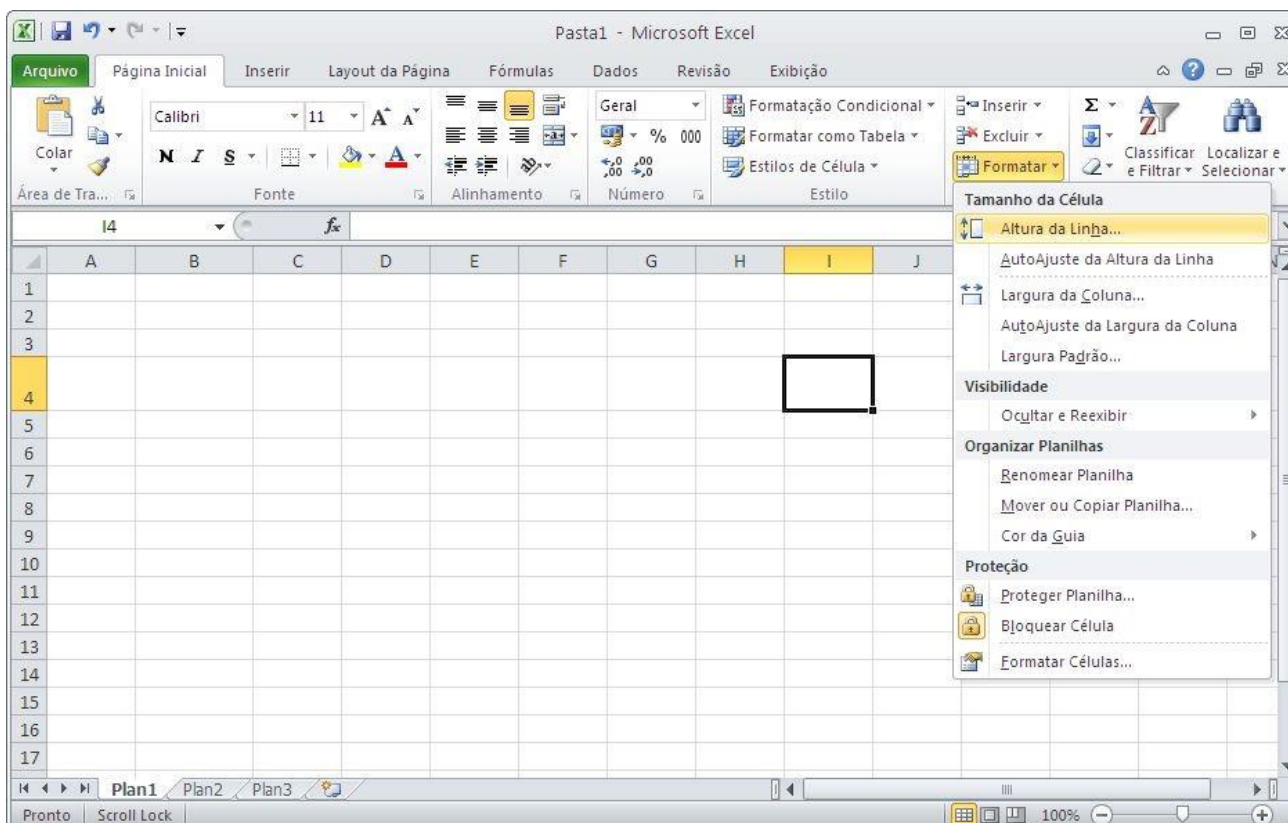 Pasta1 - Microsoft Excel
Arquivo Página Inicial Inserir Layout da Página Fórmulas Dados Revisão Exibição
Colar
Área de Tra...
Calibri 11 A A
N I S A
Fonte
Alinhamento
Geral
% 000
,0 ,00
,00 ,0
Número
Formatação Condicional
Formatar como Tabela
Estilos de Célula
Estilo
Inserir
Excluir
Formatar
Σ
Classificar e Filtrar
Localizar e Selecionar
I4 fx
Tamanho da Célula
Altura da Linha...
AutoAjuste da Altura da Linha
Largura da Coluna...
AutoAjuste da Largura da Coluna
Largura Padrão...
Visibilidade
Ocultar e Reexibir
Organizar Planilhas
Renomear Planilha
Mover ou Copiar Planilha...
Cor da Guia
Proteção
Proteger Planilha...
Bloquear Célula
Formatar Células...
A B C D E F G H I J
1
2
3
4
5
6
7
8
9
10
11
12
13
14
15
16
17
Plan1 Plan2 Plan3
Pronto Scroll Lock 100%